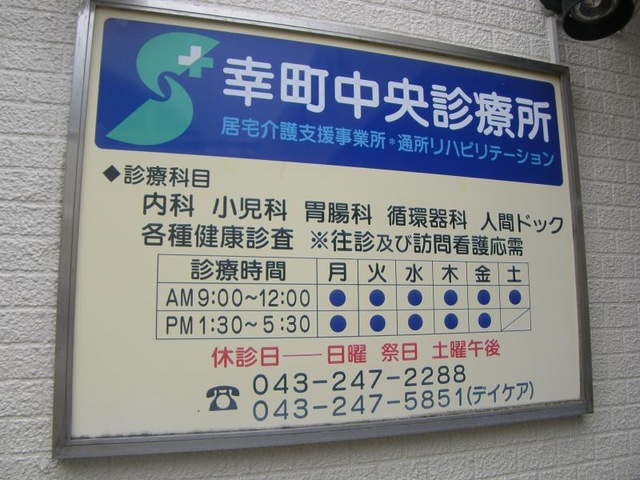 幸町中央診療所
居宅介護支援事業所*通所リハビリテーション
◆診療科目
内科 小児科 胃腸科 循環器科 人間ドック
各種健康診査 ※往診及び訪問看護応需
診療時間 月 火 水 木 金 土
AM9:00~12:00 ● ● ● ● ● ●
PM1:30~5:30 ● ● ● ● ● ／
休診日──日曜 祭日 土曜午後
☎ 043-247-2288
043-247-5851(デイケア)